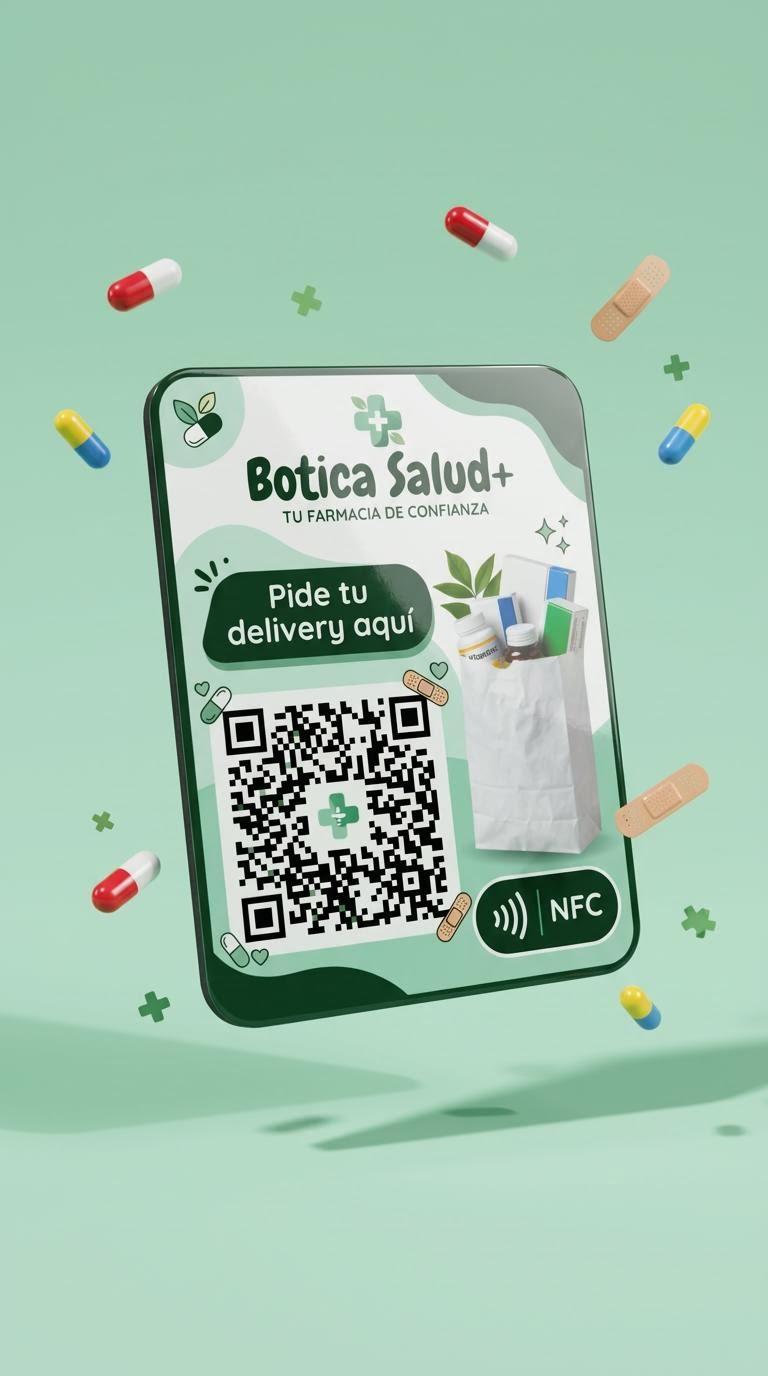 Botica Salud+
TU FARMACIA DE CONFIANZA
Pide tu
delivery aquí
NFC